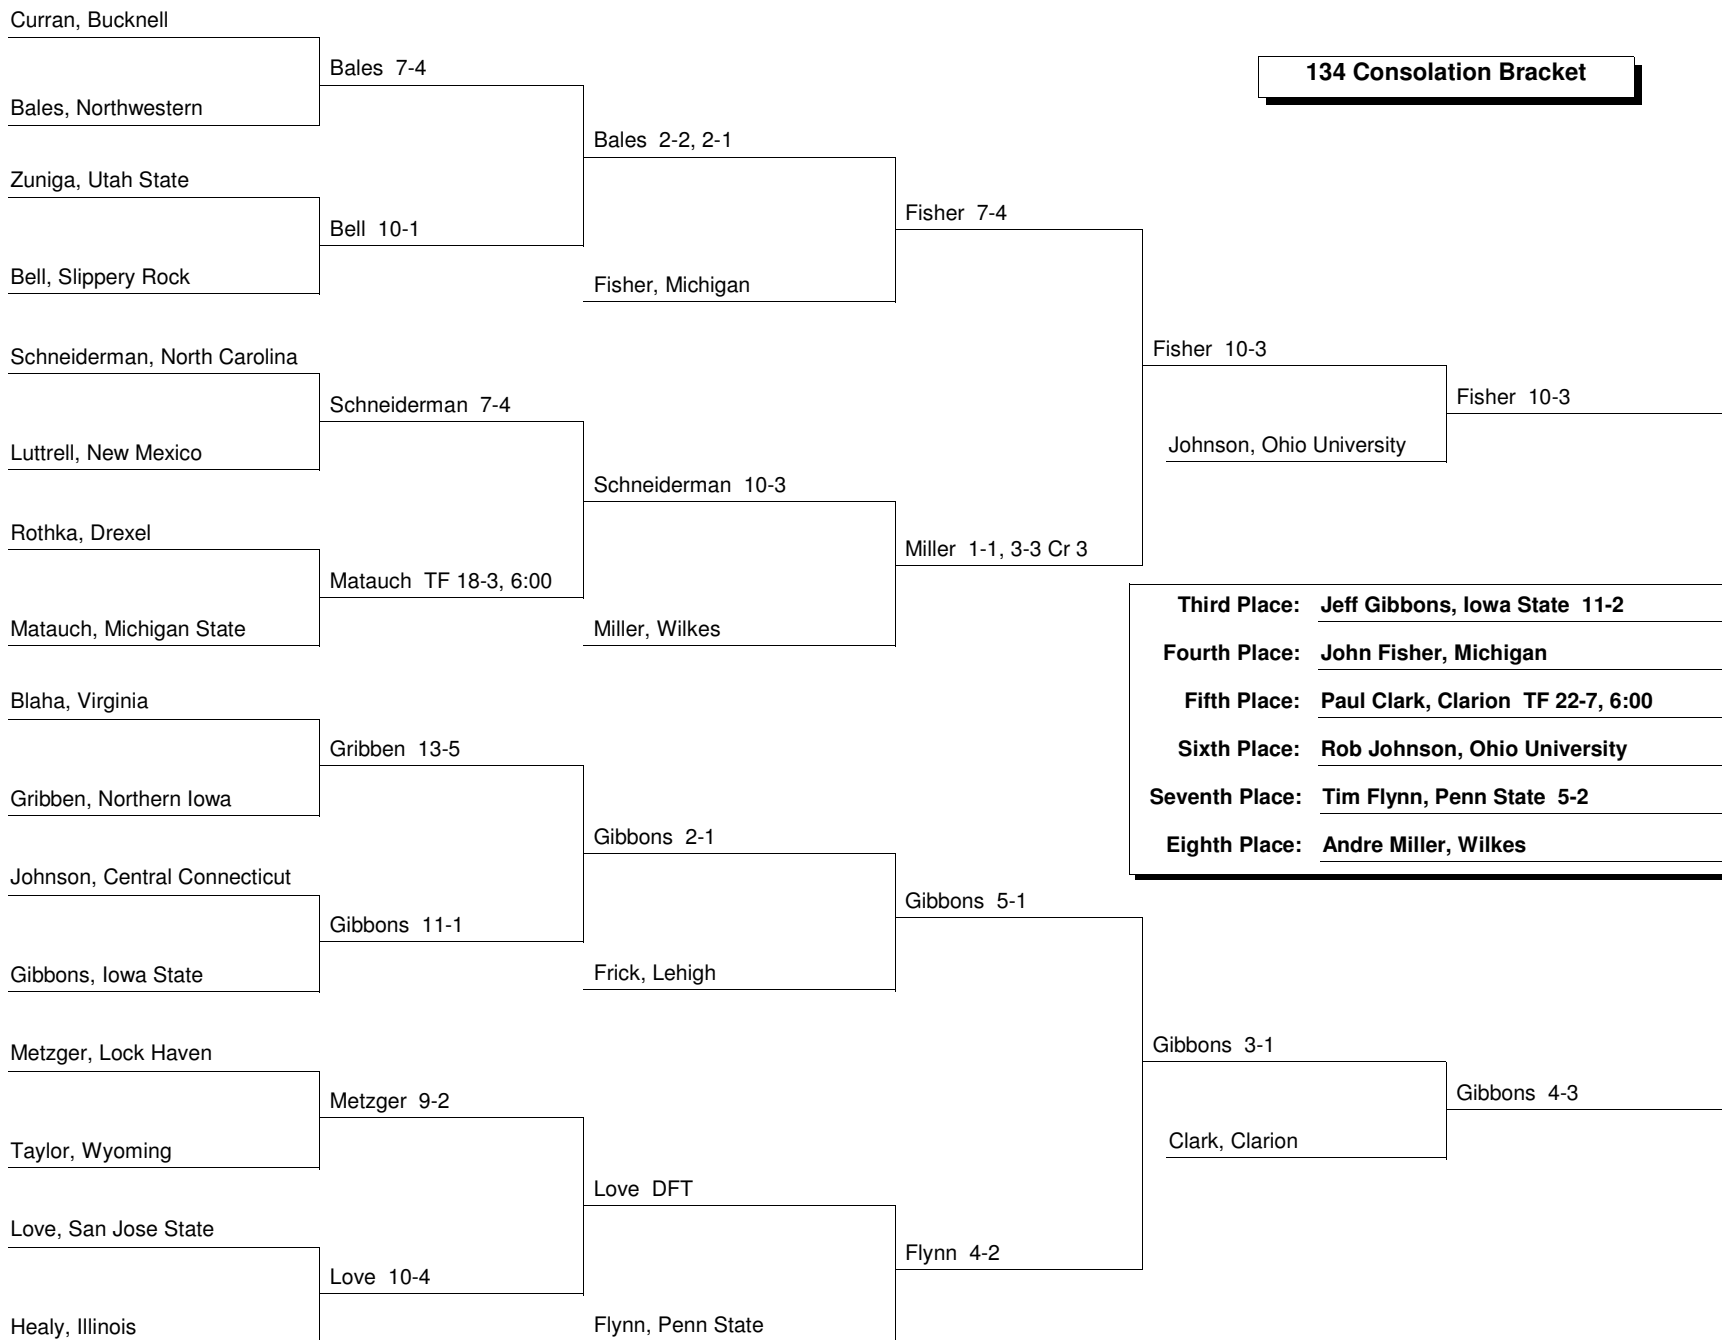 Curran, Bucknell
Bales 7-4
134 Consolation Bracket
Bales, Northwestern
Bales 2-2, 2-1
Zuniga, Utah State
Fisher 7-4
Bell 10-1
Bell, Slippery Rock
Fisher, Michigan
Schneiderman, North Carolina
Fisher 10-3
Schneiderman 7-4
Fisher 10-3
Luttrell, New Mexico
Johnson, Ohio University
Schneiderman 10-3
Rothka, Drexel
Miller 1-1, 3-3 Cr 3
Matauch TF 18-3, 6:00
Matauch, Michigan State
Miller, Wilkes
Third Place: Jeff Gibbons, Iowa State 11-2
Fourth Place: John Fisher, Michigan
Fifth Place: Paul Clark, Clarion TF 22-7, 6:00
Sixth Place: Rob Johnson, Ohio University
Seventh Place: Tim Flynn, Penn State 5-2
Eighth Place: Andre Miller, Wilkes
Blaha, Virginia
Gribben 13-5
Gribben, Northern Iowa
Gibbons 2-1
Johnson, Central Connecticut
Gibbons 5-1
Gibbons 11-1
Gibbons, Iowa State
Frick, Lehigh
Metzger, Lock Haven
Gibbons 3-1
Metzger 9-2
Gibbons 4-3
Taylor, Wyoming
Clark, Clarion
Love DFT
Love, San Jose State
Flynn 4-2
Love 10-4
Healy, Illinois
Flynn, Penn State